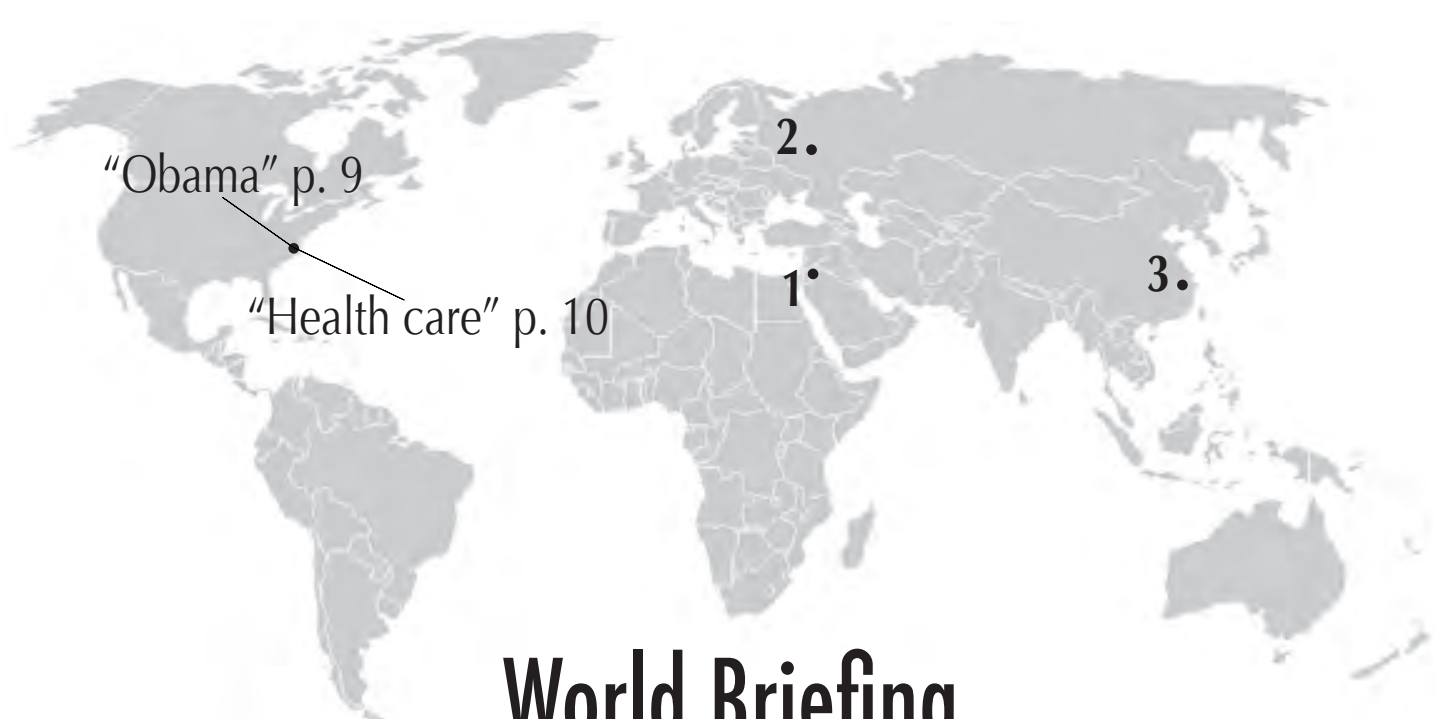 2.
“Obama” p. 9
1.
3.
“Health care” p. 10
World Briefing